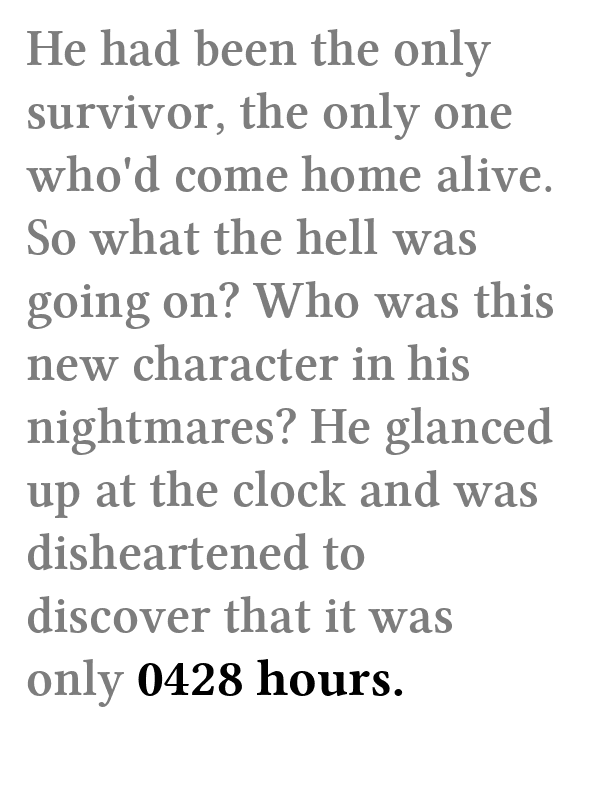 He had been the only
survivor, the only one
who'd come home alive.
So what the hell was
going on? Who was this
new character in his
nightmares? He glanced
up at the clock and was
disheartened to
discover that it was
only 0428 hours.